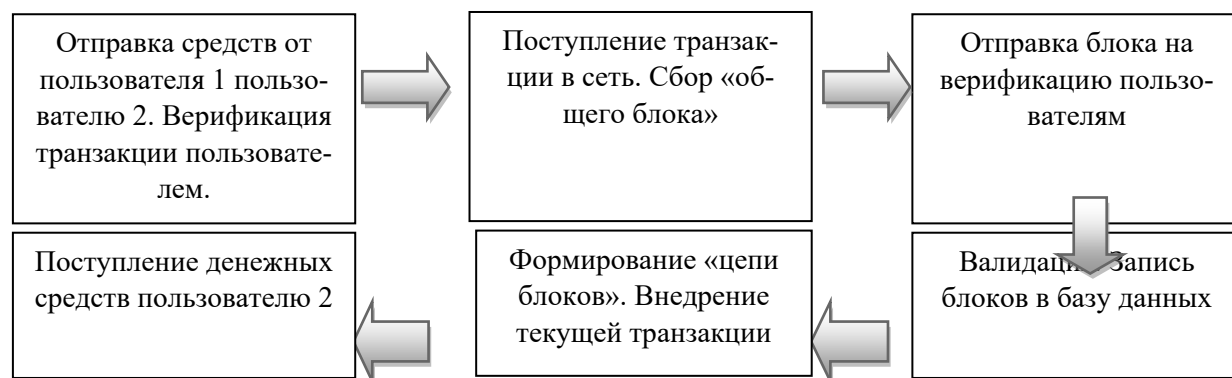 Отправка средств от
пользователя 1 пользо-
вателю 2. Верификация
транзакции пользовате-
лем.
Поступление транзак-
ции в сеть. Сбор «об-
щего блока»
Отправка блока на
верификацию пользо-
вателям
Валидаци Запись
блоков в базу данных
Формирование «цепи
блоков». Внедрение
текущей транзакции
Поступление денежных
средств пользователю 2